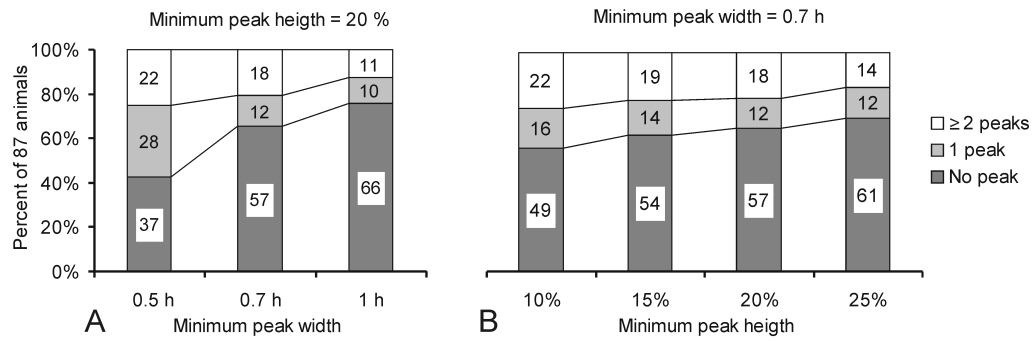 Minimum peak heigth = 20 %
Percent of 87 animals
100%
80%
60%
40%
20%
0%
22
18
11
28
12
10
37
57
66
0.5 h
0.7 h
1 h
A
Minimum peak width
Minimum peak width = 0.7 h
22
19
18
14
16
14
12
12
49
54
57
61
10%
15%
20%
25%
B
Minimum peak heigth
≥ 2 peaks
1 peak
No peak